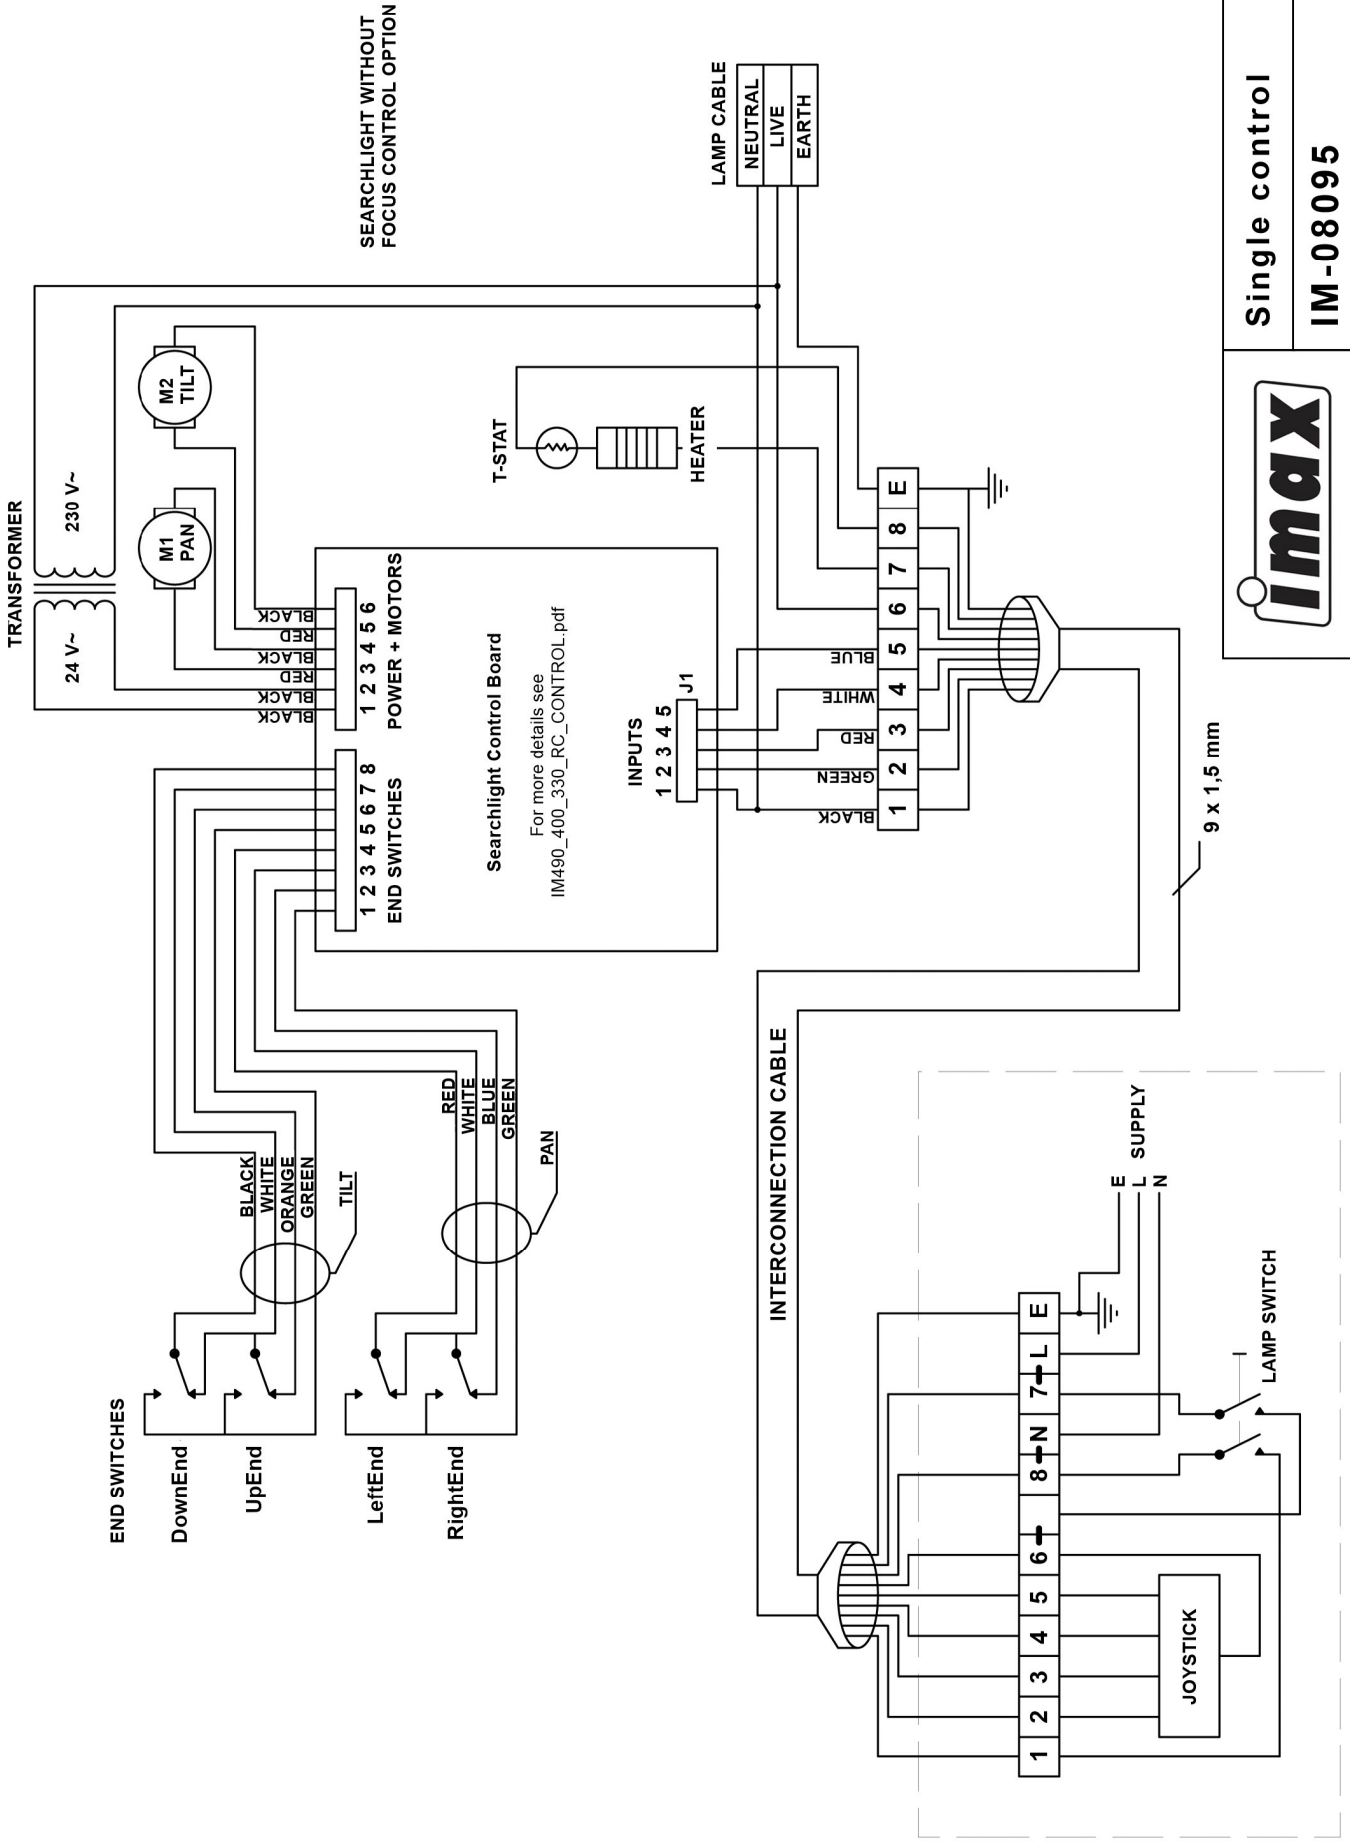 TRANSFORMER
24 V~
230 V~
M1
PAN
M2
TILT
SEARCHLIGHT WITHOUT
FOCUS CONTROL OPTION
END SWITCHES
DownEnd
UpEnd
LeftEnd
RightEnd
BLACK
WHITE
ORANGE
GREEN
TILT
RED
WHITE
BLUE
GREEN
PAN
1 2 3 4 5 6 7 8
END SWITCHES
BLACK
BLACK
RED
BLACK
RED
BLACK
1 2 3 4 5 6
POWER + MOTORS
Searchlight Control Board
For more details see
IM490_400_330_RC_CONTROL.pdf
INPUTS
1 2 3 4 5
J1
T-STAT
HEATER
LAMP CABLE
NEUTRAL
LIVE
EARTH
BLACK
GREEN
RED
WHITE
BLUE
1 2 3 4 5 6 7 8 E
INTERCONNECTION CABLE
9 x 1,5 mm
1 2 3 4 5 6 8 N 7 L E
JOYSTICK
LAMP SWITCH
E
L
N
SUPPLY
imax
Single control
IM-08095